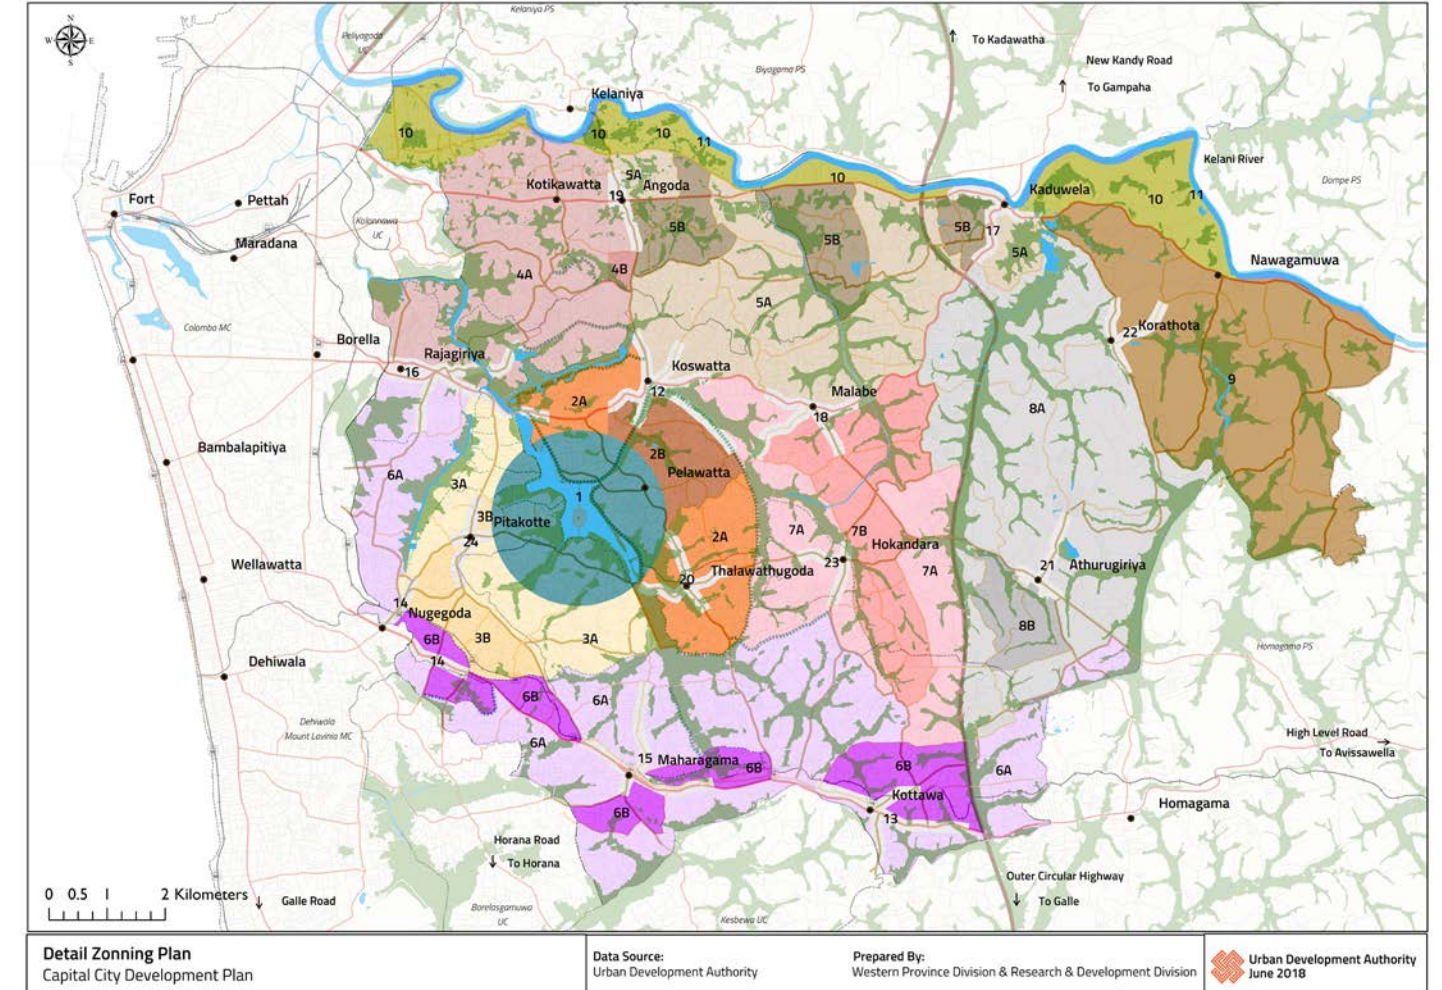 N
W
E
S
Kelaniya PS
Peliyagoda
UC
To Kadawatha
New Kandy Road
To Gampaha
Biyagama PS
Kelaniya
10
10
10
11
Kelani River
Dompe PS
10
Kaduwela
10
11
5A
Angoda
Kotikawatta
19
Fort
Pettah
Kolonnawa
UC
Maradana
5B
5B
5B
17
5A
Nawagamuwa
4A
4B
5A
Colombo MC
Borella
Rajagiriya
16
Koswatta
12
Malabe
18
22
Korathota
9
8A
2A
Bambalapitiya
6A
3A
2B
Pelawatta
1
3B
Pitakotte
24
2A
7A
7B
Hokandara
7A
23
Wellawatta
20
Thalawathugoda
21
Athurugiriya
14
Nugegoda
6B
3B
3A
8B
14
Dehiwala
Homagama PS
6B
6A
Dehiwala
Mount Lavinia MC
6A
High Level Road
To Avissawella
15
Maharagama
6B
6B
6A
Kottawa
13
Homagama
6B
Horana Road
To Horana
Outer Circular Highway
To Galle
0 0.5 1 2 Kilometers
Galle Road
Boralesgamuwa
UC
Kesbewa UC
Detail Zonning Plan
Capital City Development Plan
Data Source:
Urban Development Authority
Prepared By:
Western Province Division & Research & Development Division
Urban Development Authority
June 2018